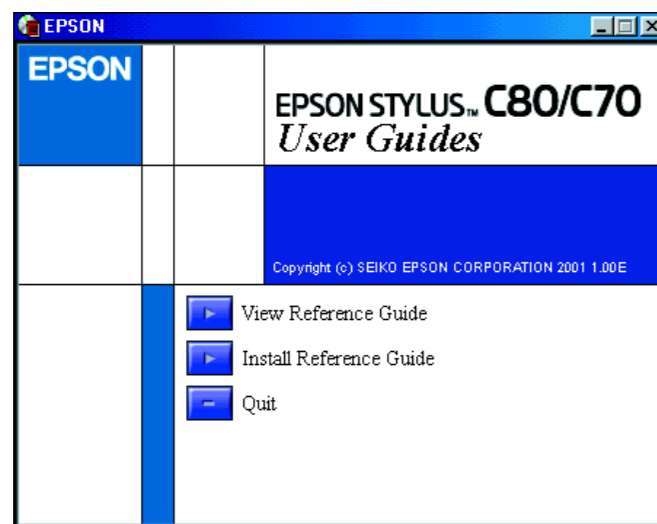 EPSON
EPSON
EPSON STYLUS™ C80/C70
User Guides
Copyright (c) SEIKO EPSON CORPORATION 2001 1.00E
View Reference Guide
Install Reference Guide
Quit